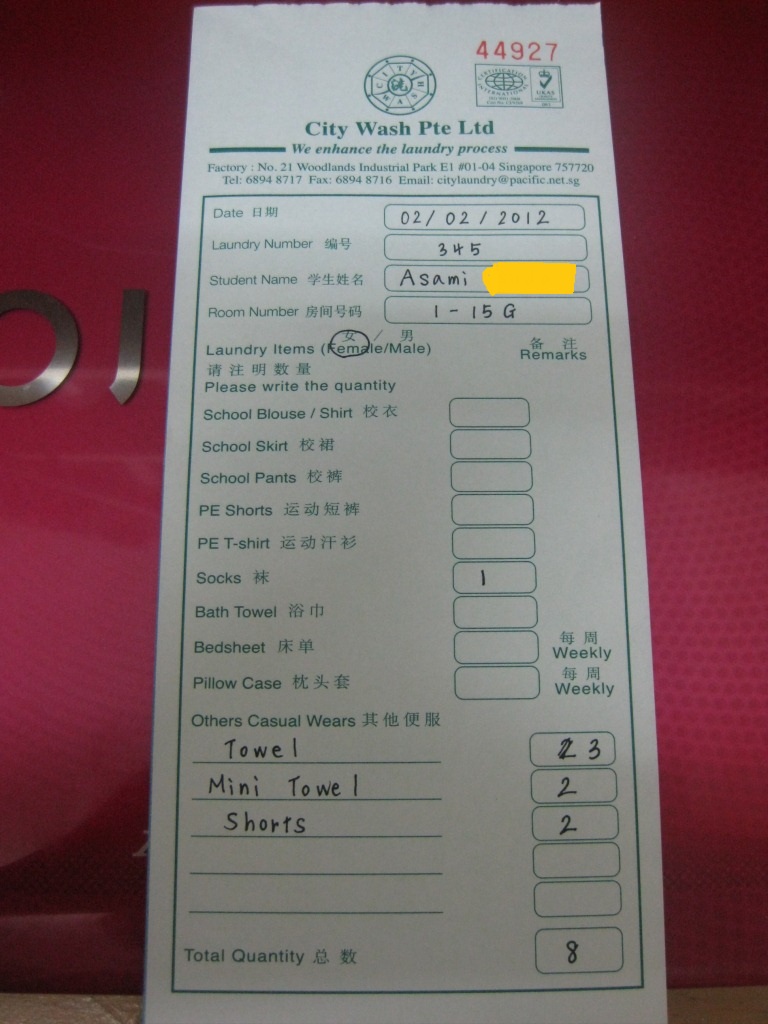 44927
CITY WASH 洗
CERTIFICATION INTERNATIONAL
UKAS
City Wash Pte Ltd
We enhance the laundry process
Factory : No. 21 Woodlands Industrial Park E1 #01-04 Singapore 757720
Tel: 6894 8717 Fax: 6894 8716 Email: citylaundry@pacific.net.sg
Date 日期 02/02/2012
Laundry Number 编号 345
Student Name 学生姓名 Asami
Room Number 房间号码 1-15G
女 / 男
Laundry Items (Female/Male)
备 注
Remarks
请注明数量
Please write the quantity
School Blouse / Shirt 校衣
School Skirt 校裙
School Pants 校裤
PE Shorts 运动短裤
PE T-shirt 运动汗衫
Socks 袜 1
Bath Towel 浴巾
Bedsheet 床单 每周 Weekly
Pillow Case 枕头套 每周 Weekly
Others Casual Wears 其他便服
Towel 3
Mini Towel 2
Shorts 2
Total Quantity 总数 8